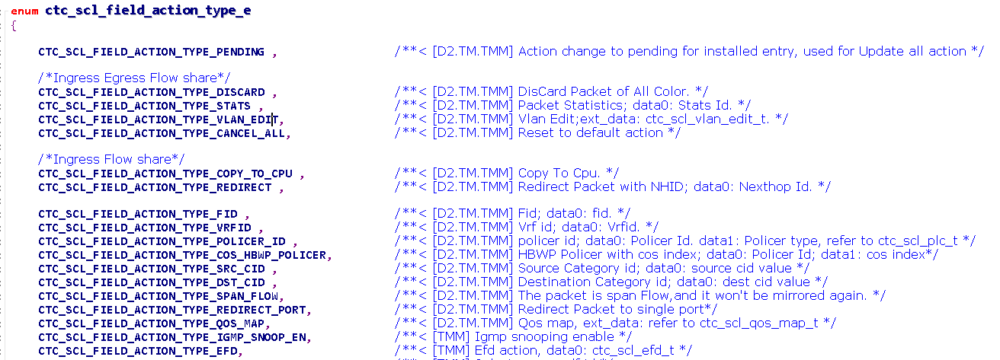 enum ctc_scl_field_action_type_e
{
CTC_SCL_FIELD_ACTION_TYPE_PENDING , /**< [D2.TM.TMM] Action change to pending for installed entry, used for Update all action */
/*Ingress Egress Flow share*/
CTC_SCL_FIELD_ACTION_TYPE_DISCARD , /**< [D2.TM.TMM] DisCard Packet of All Color. */
CTC_SCL_FIELD_ACTION_TYPE_STATS , /**< [D2.TM.TMM] Packet Statistics; data0: Stats Id. */
CTC_SCL_FIELD_ACTION_TYPE_VLAN_EDIT, /**< [D2.TM.TMM] Vlan Edit;ext_data: ctc_scl_vlan_edit_t. */
CTC_SCL_FIELD_ACTION_TYPE_CANCEL_ALL, /**< [D2.TM.TMM] Reset to default action */
/*Ingress Flow share*/
CTC_SCL_FIELD_ACTION_TYPE_COPY_TO_CPU , /**< [D2.TM.TMM] Copy To Cpu. */
CTC_SCL_FIELD_ACTION_TYPE_REDIRECT , /**< [D2.TM.TMM] Redirect Packet with NHID; data0: Nexthop Id. */
CTC_SCL_FIELD_ACTION_TYPE_FID , /**< [D2.TM.TMM] Fid; data0: fid. */
CTC_SCL_FIELD_ACTION_TYPE_VRFID , /**< [D2.TM.TMM] Vrf id; data0: Vrfid. */
CTC_SCL_FIELD_ACTION_TYPE_POLICER_ID , /**< [D2.TM.TMM] policer id; data0: Policer Id. data1: Policer type, refer to ctc_scl_plc_t */
CTC_SCL_FIELD_ACTION_TYPE_COS_HBWP_POLICER, /**< [D2.TM.TMM] HBWP Policer with cos index; data0: Policer Id; data1: cos index*/
CTC_SCL_FIELD_ACTION_TYPE_SRC_CID , /**< [D2.TM.TMM] Source Category id; data0: source cid value */
CTC_SCL_FIELD_ACTION_TYPE_DST_CID , /**< [D2.TM.TMM] Destination Category id; data0: dest cid value */
CTC_SCL_FIELD_ACTION_TYPE_SPAN_FLOW, /**< [D2.TM.TMM] The packet is span Flow,and it won't be mirrored again. */
CTC_SCL_FIELD_ACTION_TYPE_REDIRECT_PORT, /**< [D2.TM.TMM] Redirect Packet to single port*/
CTC_SCL_FIELD_ACTION_TYPE_QOS_MAP, /**< [D2.TM.TMM] Qos map, ext_data: refer to ctc_scl_qos_map_t */
CTC_SCL_FIELD_ACTION_TYPE_IGMP_SNOOP_EN, /**< [TMM] Igmp snooping enable */
CTC_SCL_FIELD_ACTION_TYPE_EFD, /**< [TMM] Efd action, data0: ctc_scl_efd_t */